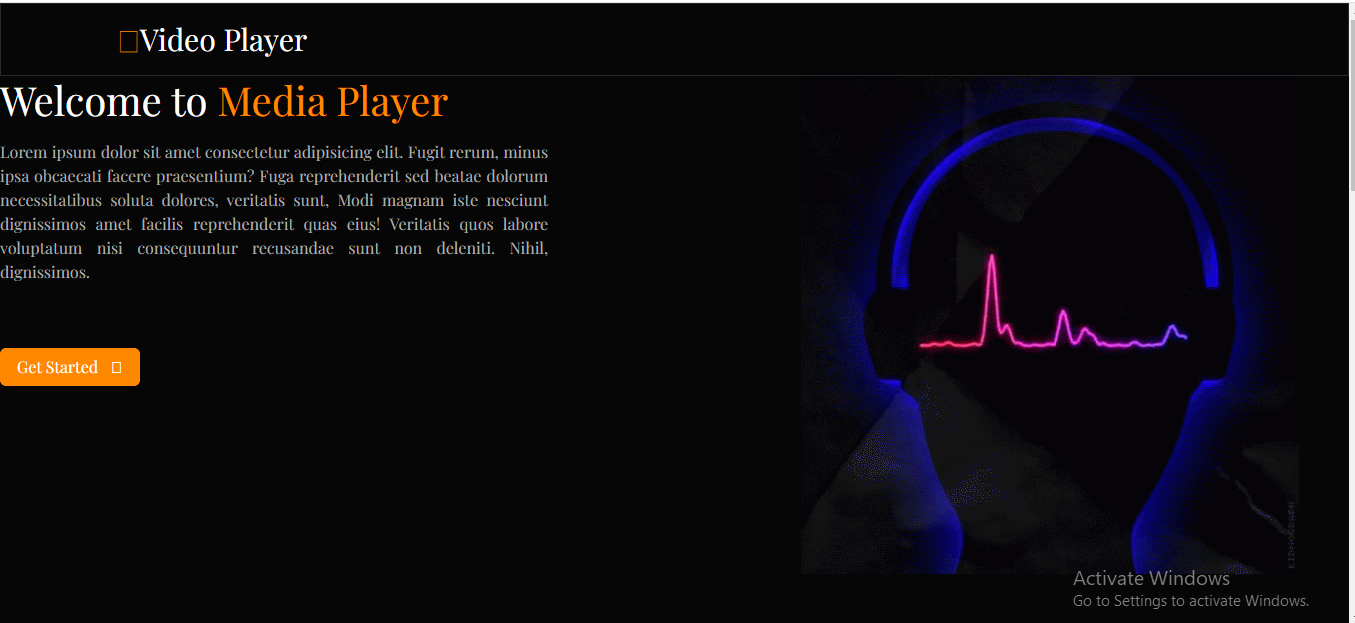 Video Player
Welcome to Media Player
Lorem ipsum dolor sit amet consectetur adipisicing elit. Fugit rerum, minus
ipsa obcaecati facere praesentium? Fuga reprehenderit sed beatae dolorum
necessitatibus soluta dolores, veritatis sunt, Modi magnam iste nesciunt
dignissimos amet facilis reprehenderit quas eius! Veritatis quos labore
voluptatum nisi consequuntur recusandae sunt non deleniti. Nihil,
dignissimos.
Get Started
Activate Windows
Go to Settings to activate Windows.